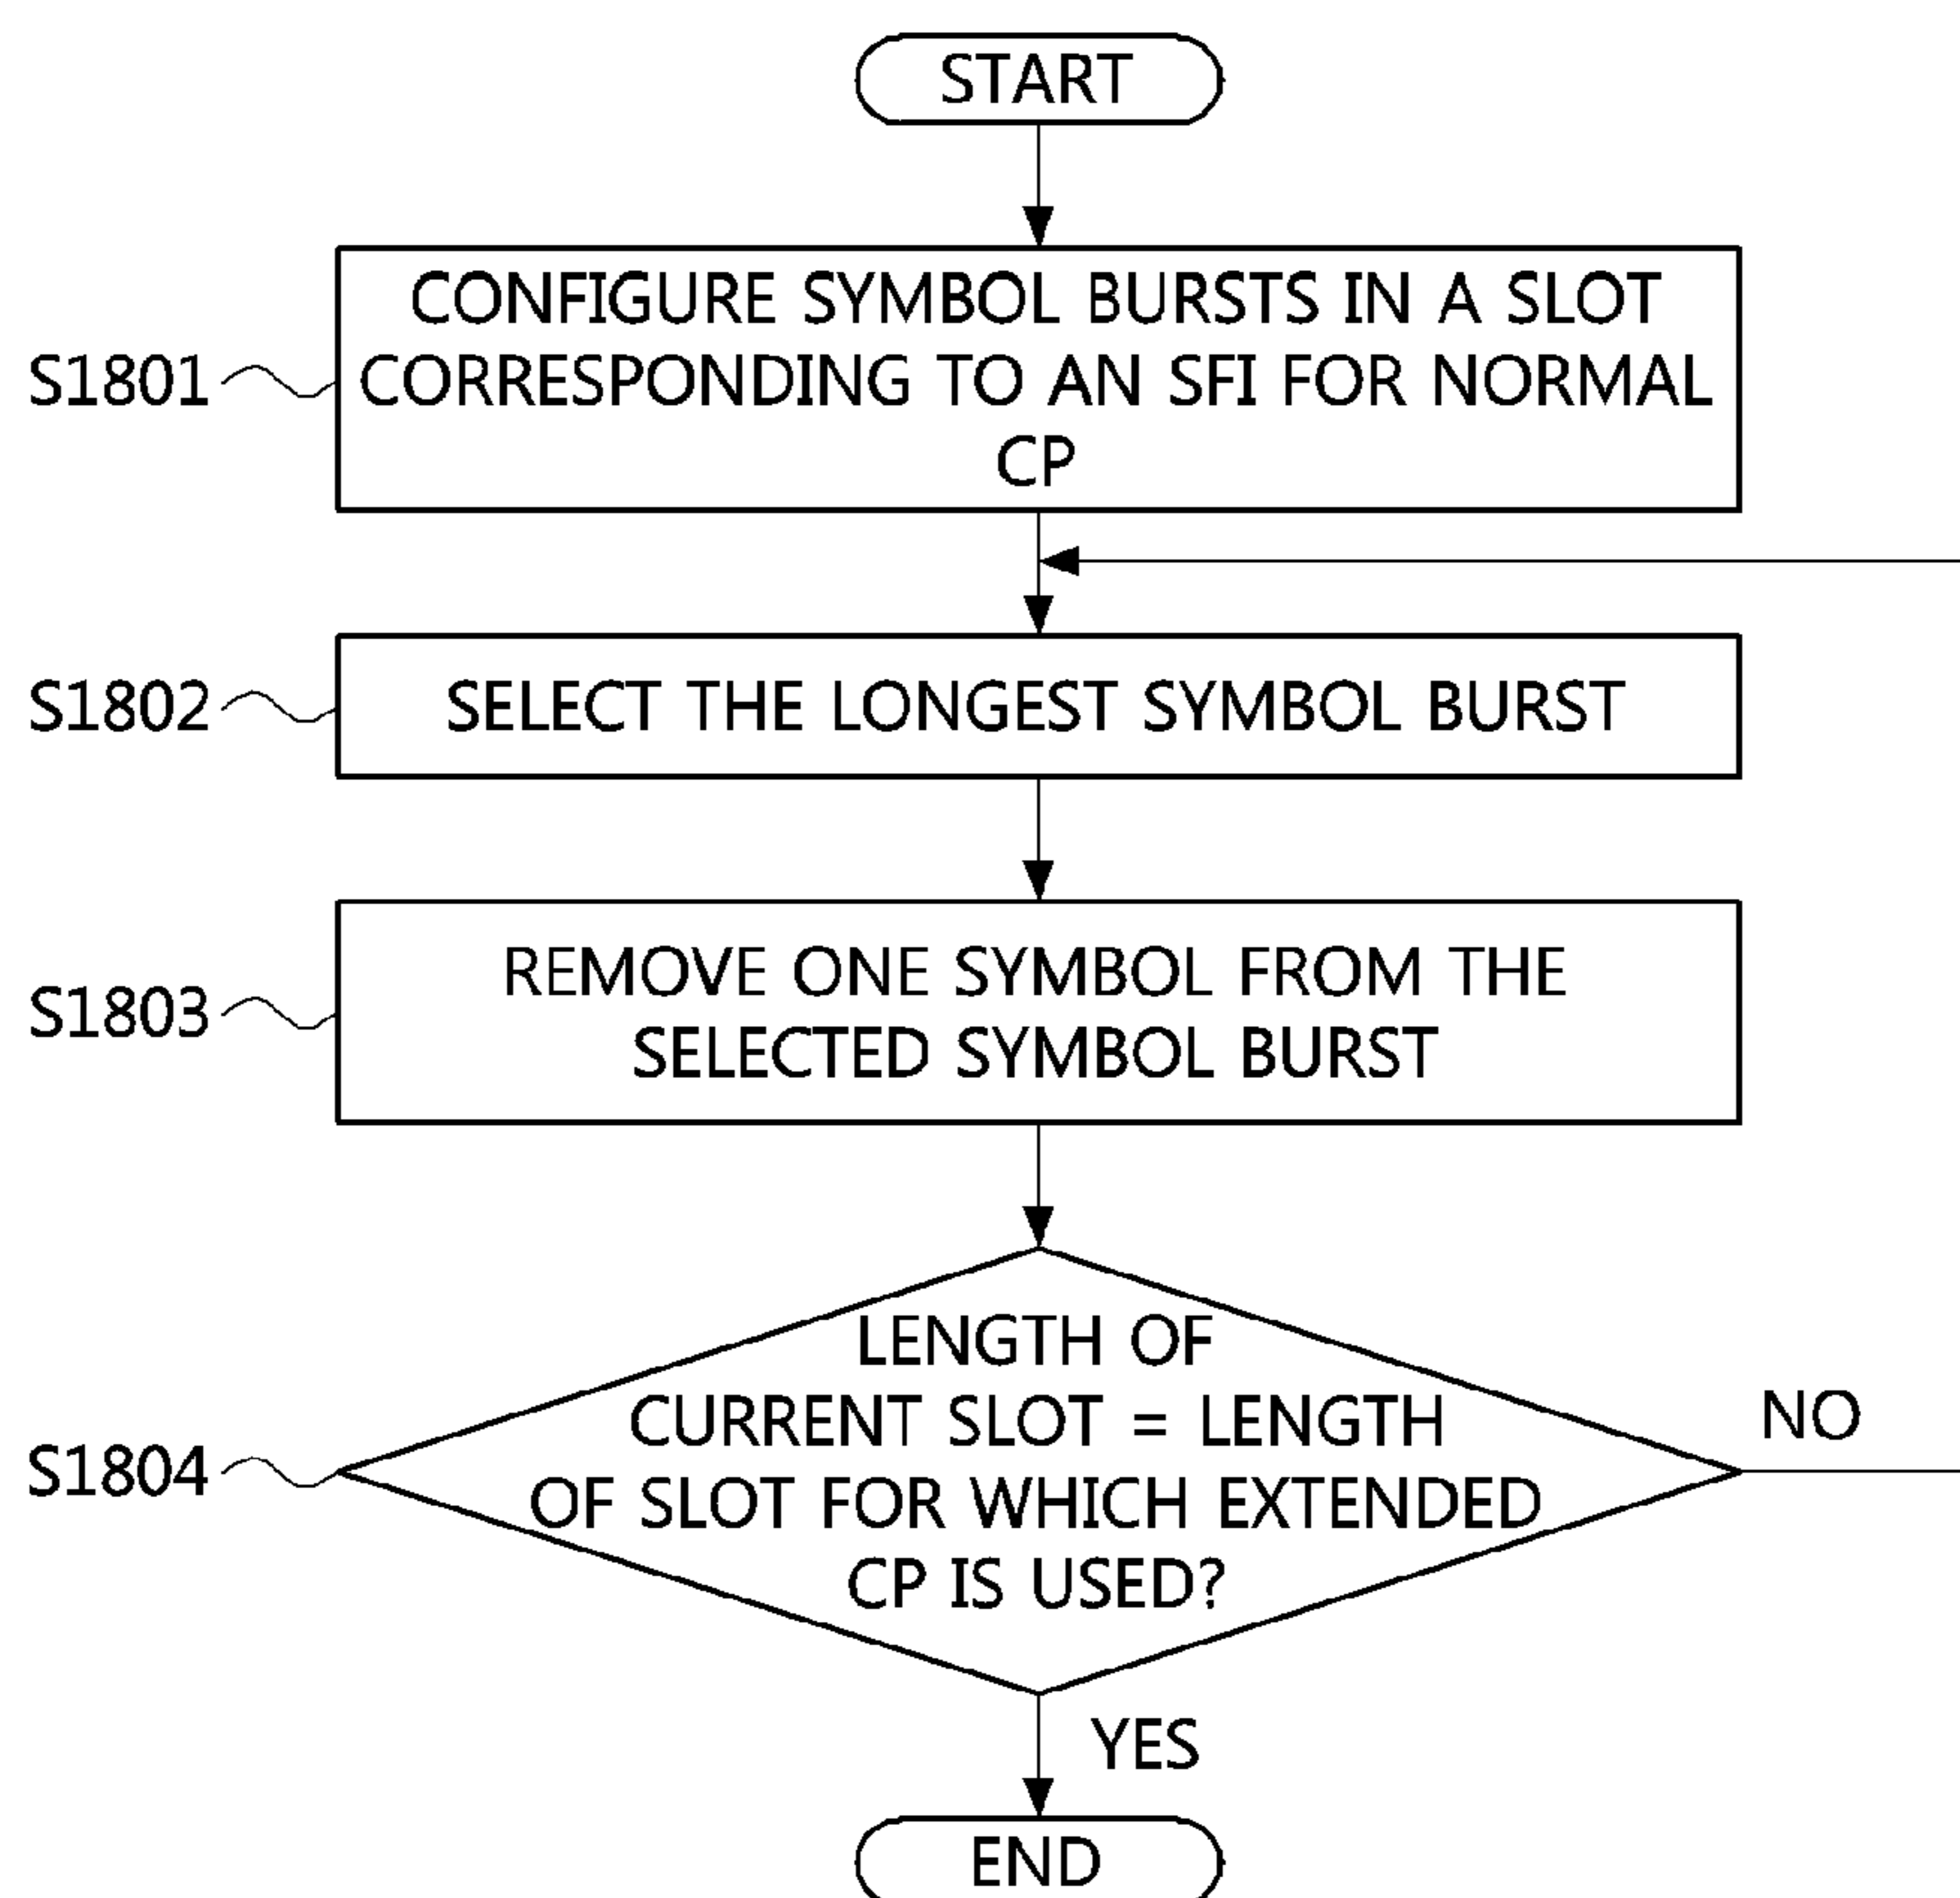 START
CONFIGURE SYMBOL BURSTS IN A SLOT
S1801 CORRESPONDING TO AN SFI FOR NORMAL
CP
S1802 SELECT THE LONGEST SYMBOL BURST
REMOVE ONE SYMBOL FROM THE
S1803
SELECTED SYMBOL BURST
LENGTH OF
CURRENT SLOT = LENGTH
NO
S1804
OF SLOT FOR WHICH EXTENDED
CP IS USED?
YES
END